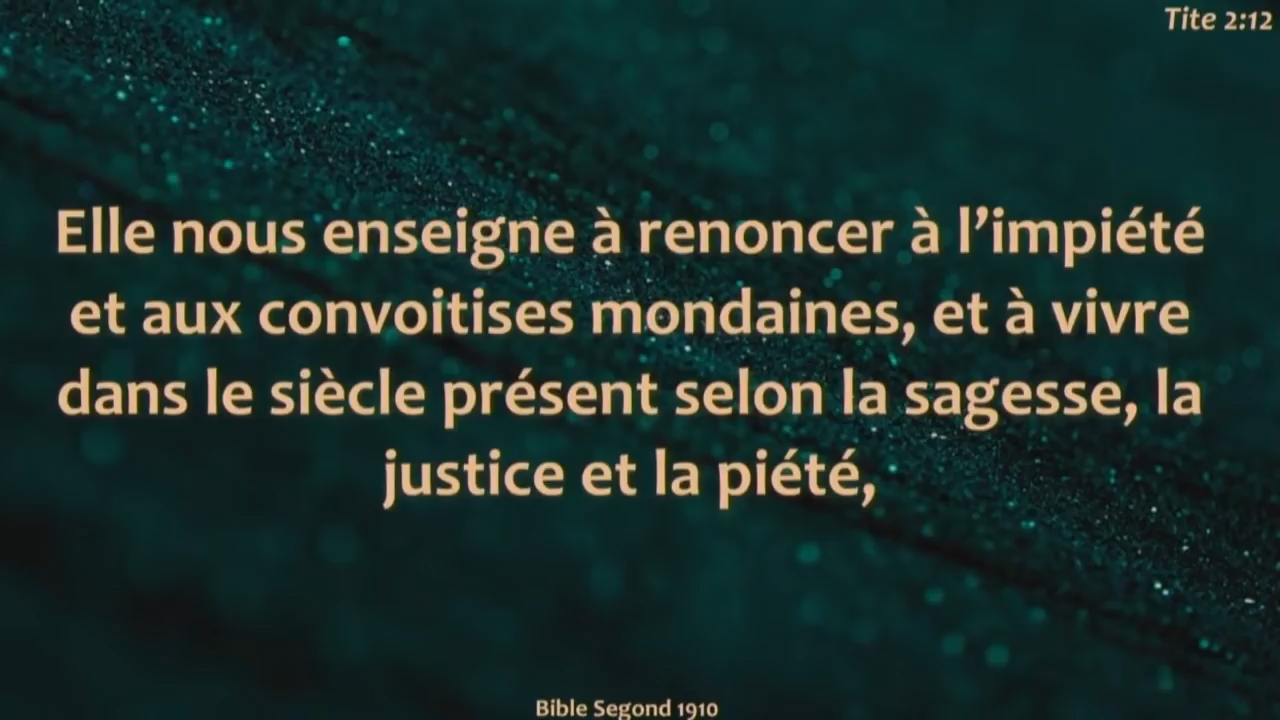 Tite 2:12
Elle nous enseigne à renoncer à l’impiété
et aux convoitises mondaines, et à vivre
dans le siècle présent selon la sagesse, la
justice et la piété,
Bible Segond 1910